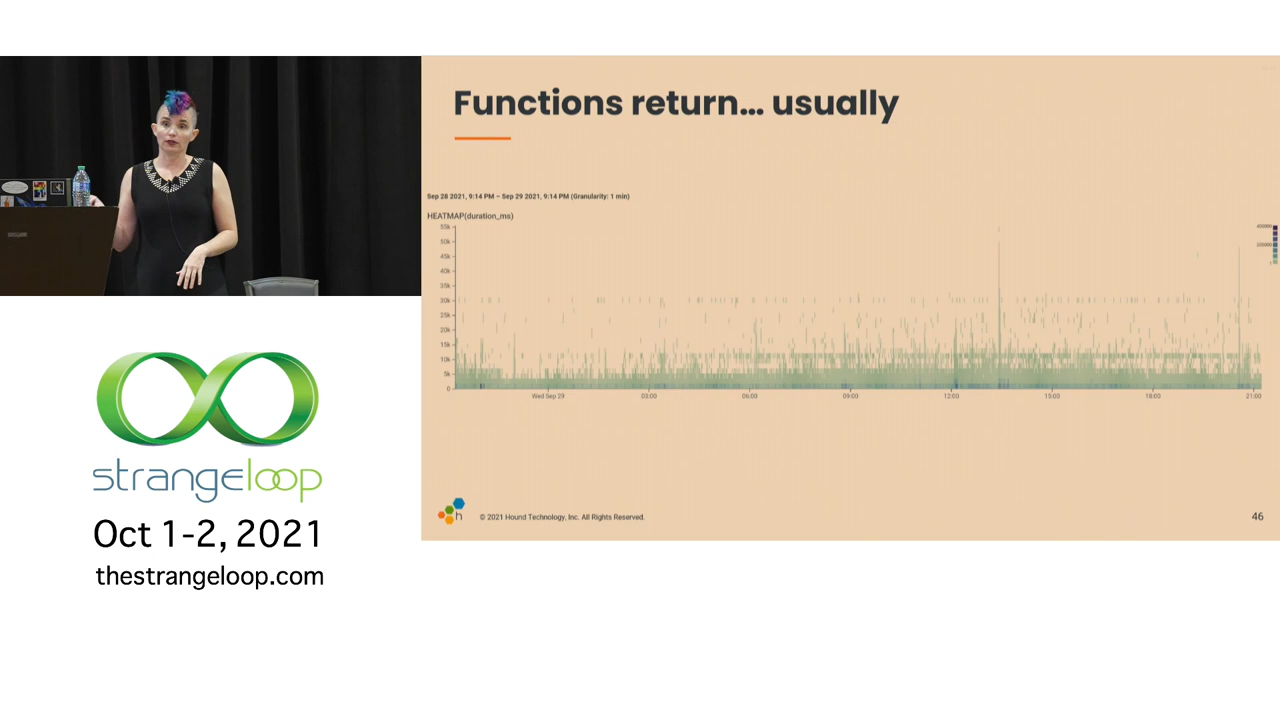 Functions return... usually
Sep 28 2021, 9:14 PM – Sep 29 2021, 9:14 PM (Granularity: 1 min)
HEATMAP(duration_ms)
55k
50k
45k
40k
35k
30k
25k
20k
15k
10k
5k
0
400000
200000
0
Wed Sep 29
03:00
06:00
09:00
12:00
15:00
18:00
21:00
h
© 2021 Hound Technology, Inc. All Rights Reserved.
46
strangeloop
Oct 1-2, 2021
thestrangeloop.com